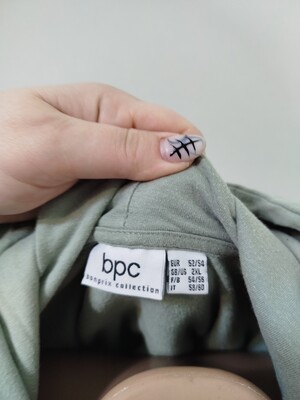 bpc
bonprix collection
EUR 52/54
GB/US 2XL
F/B 54/56
IT 58/60